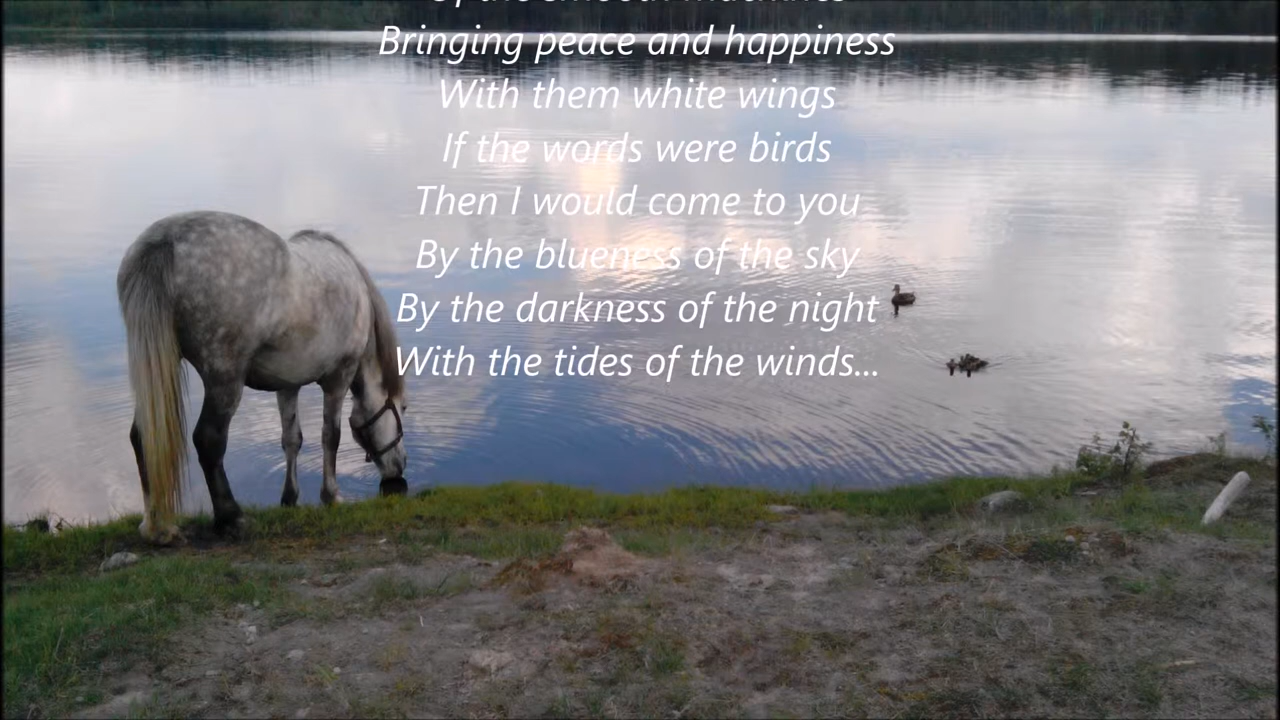 Bringing peace and happiness
With them white wings
If the words were birds
Then I would come to you
By the blueness of the sky
By the darkness of the night
With the tides of the winds...